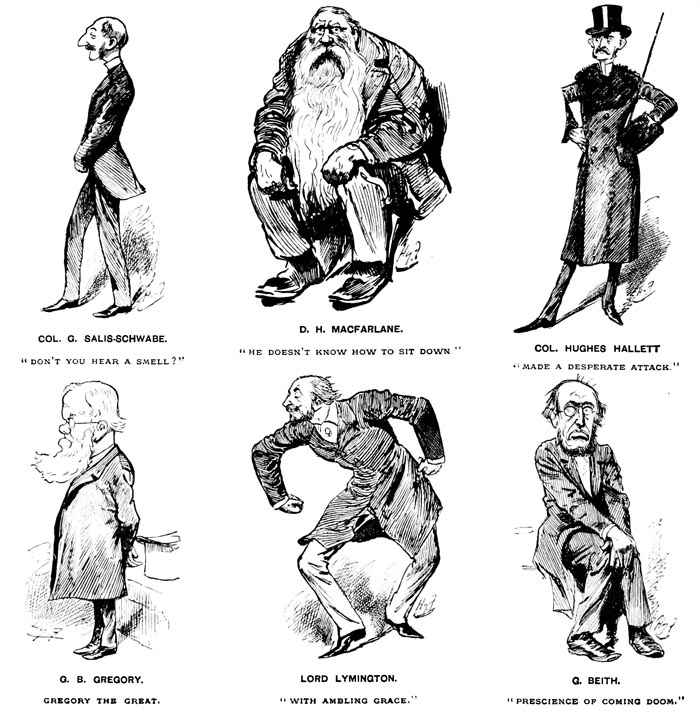 COL. G. SALIS-SCHWABE.
"DON'T YOU HEAR A SMELL?"
D. H. MACFARLANE.
"HE DOESN'T KNOW HOW TO SIT DOWN"
COL. HUGHES HALLETT
"MADE A DESPERATE ATTACK."
G. B. GREGORY.
GREGORY THE GREAT.
LORD LYMINGTON.
"WITH AMBLING GRACE."
G. BEITH.
"PRESCIENCE OF COMING DOOM."